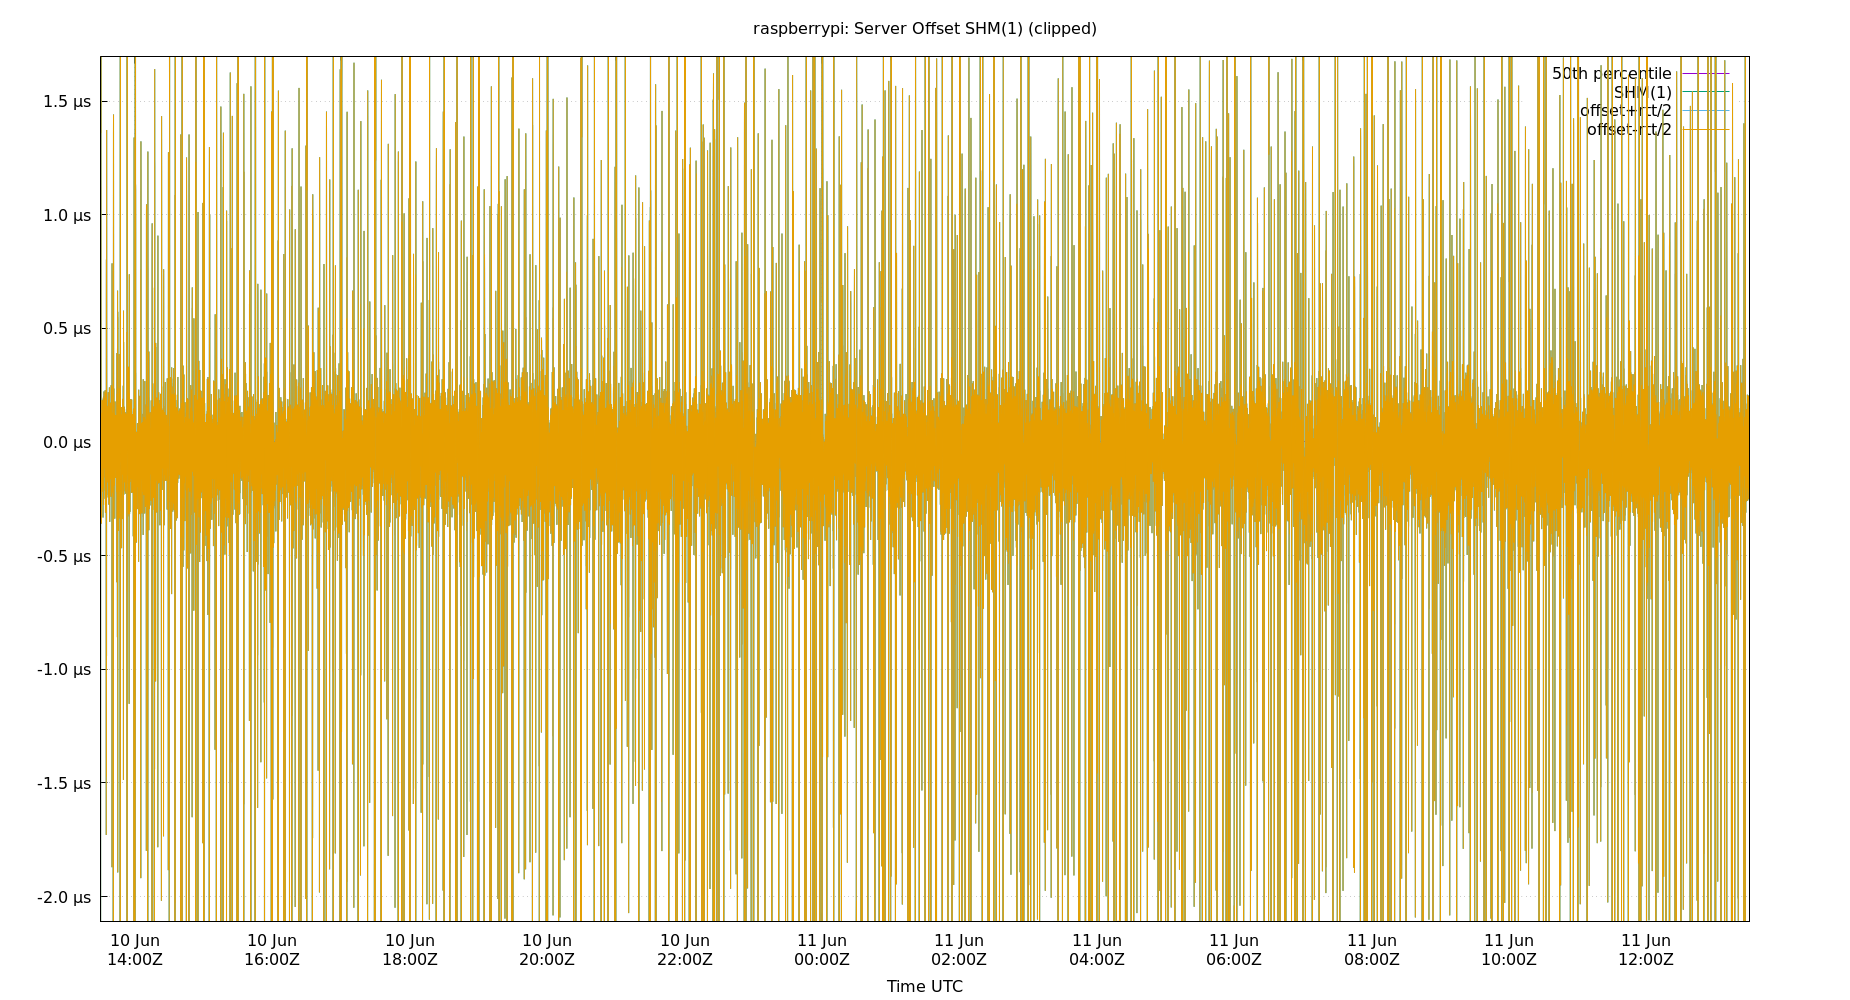 raspberrypi: Server Offset SHM(1) (clipped)
50th percentile
SHM(1)
offset+rtt/2
offset-rtt/2
1.5 µs
1.0 µs
0.5 µs
0.0 µs
-0.5 µs
-1.0 µs
-1.5 µs
-2.0 µs
10 Jun 10 Jun 10 Jun 10 Jun 10 Jun 11 Jun 11 Jun 11 Jun 11 Jun 11 Jun 11 Jun 11 Jun
14:00Z 16:00Z 18:00Z 20:00Z 22:00Z 00:00Z 02:00Z 04:00Z 06:00Z 08:00Z 10:00Z 12:00Z
Time UTC